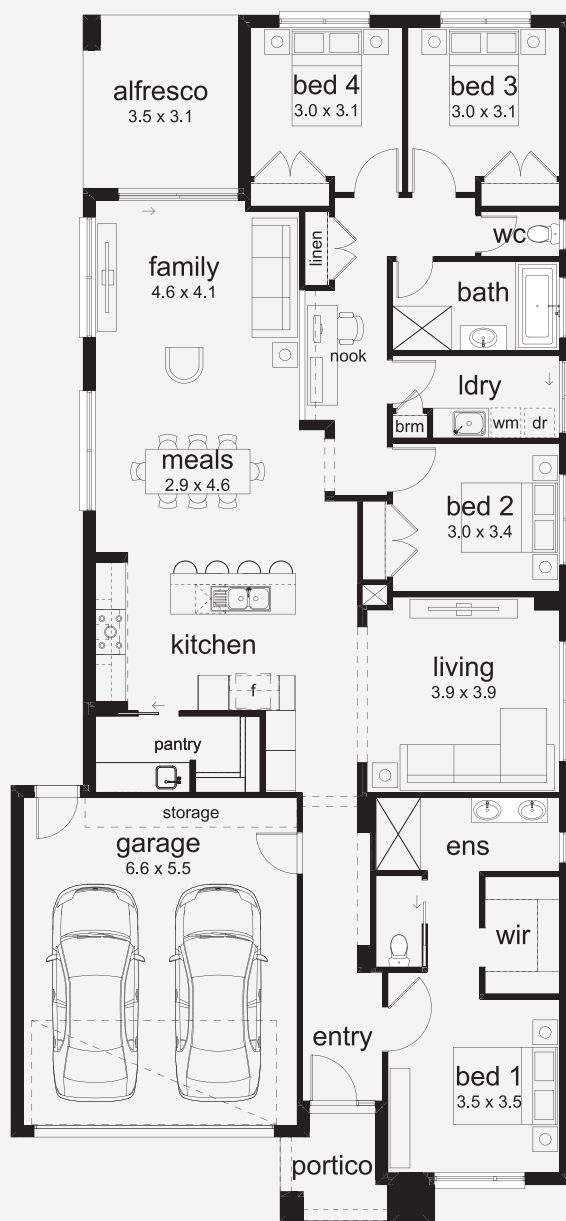 alfresco
3.5 x 3.1
bed 4
3.0 x 3.1
bed 3
3.0 x 3.1
wc
linen
family
4.6 x 4.1
bath
nook
ldry
brm
wm
dr
meals
2.9 x 4.6
bed 2
3.0 x 3.4
kitchen
f
living
3.9 x 3.9
pantry
storage
garage
6.6 x 5.5
ens
wir
entry
bed 1
3.5 x 3.5
portico